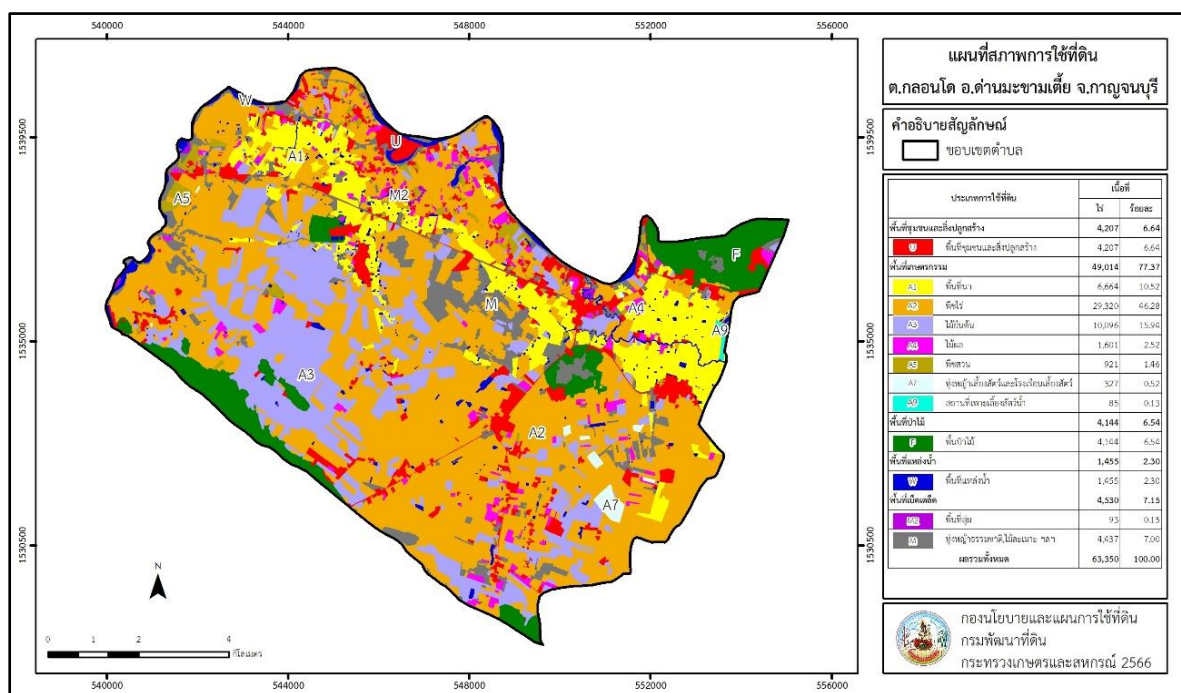 540000 544000 548000 552000 556000
1539500 1539500
1535000 1535000
1530500 1530500
W
U
A1
M2
A5
F
M
A4
A9
A3
A2
A7
N
0 1 2 4
กิโลเมตร
540000 544000 548000 552000 556000
แผนที่สภาพการใช้ที่ดิน
ต.กลอนโด อ.ด่านมะขามเตี้ย จ.กาญจนบุรี
คำอธิบายสัญลักษณ์
ขอบเขตตำบล
ประเภทการใช้ที่ดิน เนื้อที่
ไร่ ร้อยละ
พื้นที่ชุมชนและสิ่งปลูกสร้าง 4,207 6.64
U พื้นที่ชุมชนและสิ่งปลูกสร้าง 4,207 6.64
พื้นที่เกษตรกรรม 49,014 77.37
A1 พื้นที่นา 6,664 10.52
A2 พืชไร่ 29,320 46.28
A3 ไม้ยืนต้น 10,096 15.94
A4 ไม้ผล 1,601 2.52
A5 พืชสวน 921 1.46
A7 ทุ่งหญ้าเลี้ยงสัตว์และโรงเรือนเลี้ยงสัตว์ 327 0.52
A9 สถานที่เพาะเลี้ยงสัตว์น้ำ 85 0.13
พื้นที่ป่าไม้ 4,144 6.54
F พื้นป่าไม้ 4,144 6.54
พื้นที่แหล่งน้ำ 1,455 2.30
W พื้นที่แหล่งน้ำ 1,455 2.30
พื้นที่เบ็ดเตล็ด 4,530 7.15
M2 พื้นที่ลุ่ม 93 0.15
M ทุ่งหญ้าธรรมชาติ,ไม้ละเมาะ ฯลฯ 4,437 7.00
ผลรวมทั้งหมด 63,350 100.00
กองนโยบายและแผนการใช้ที่ดิน
กรมพัฒนาที่ดิน
กระทรวงเกษตรและสหกรณ์ 2566